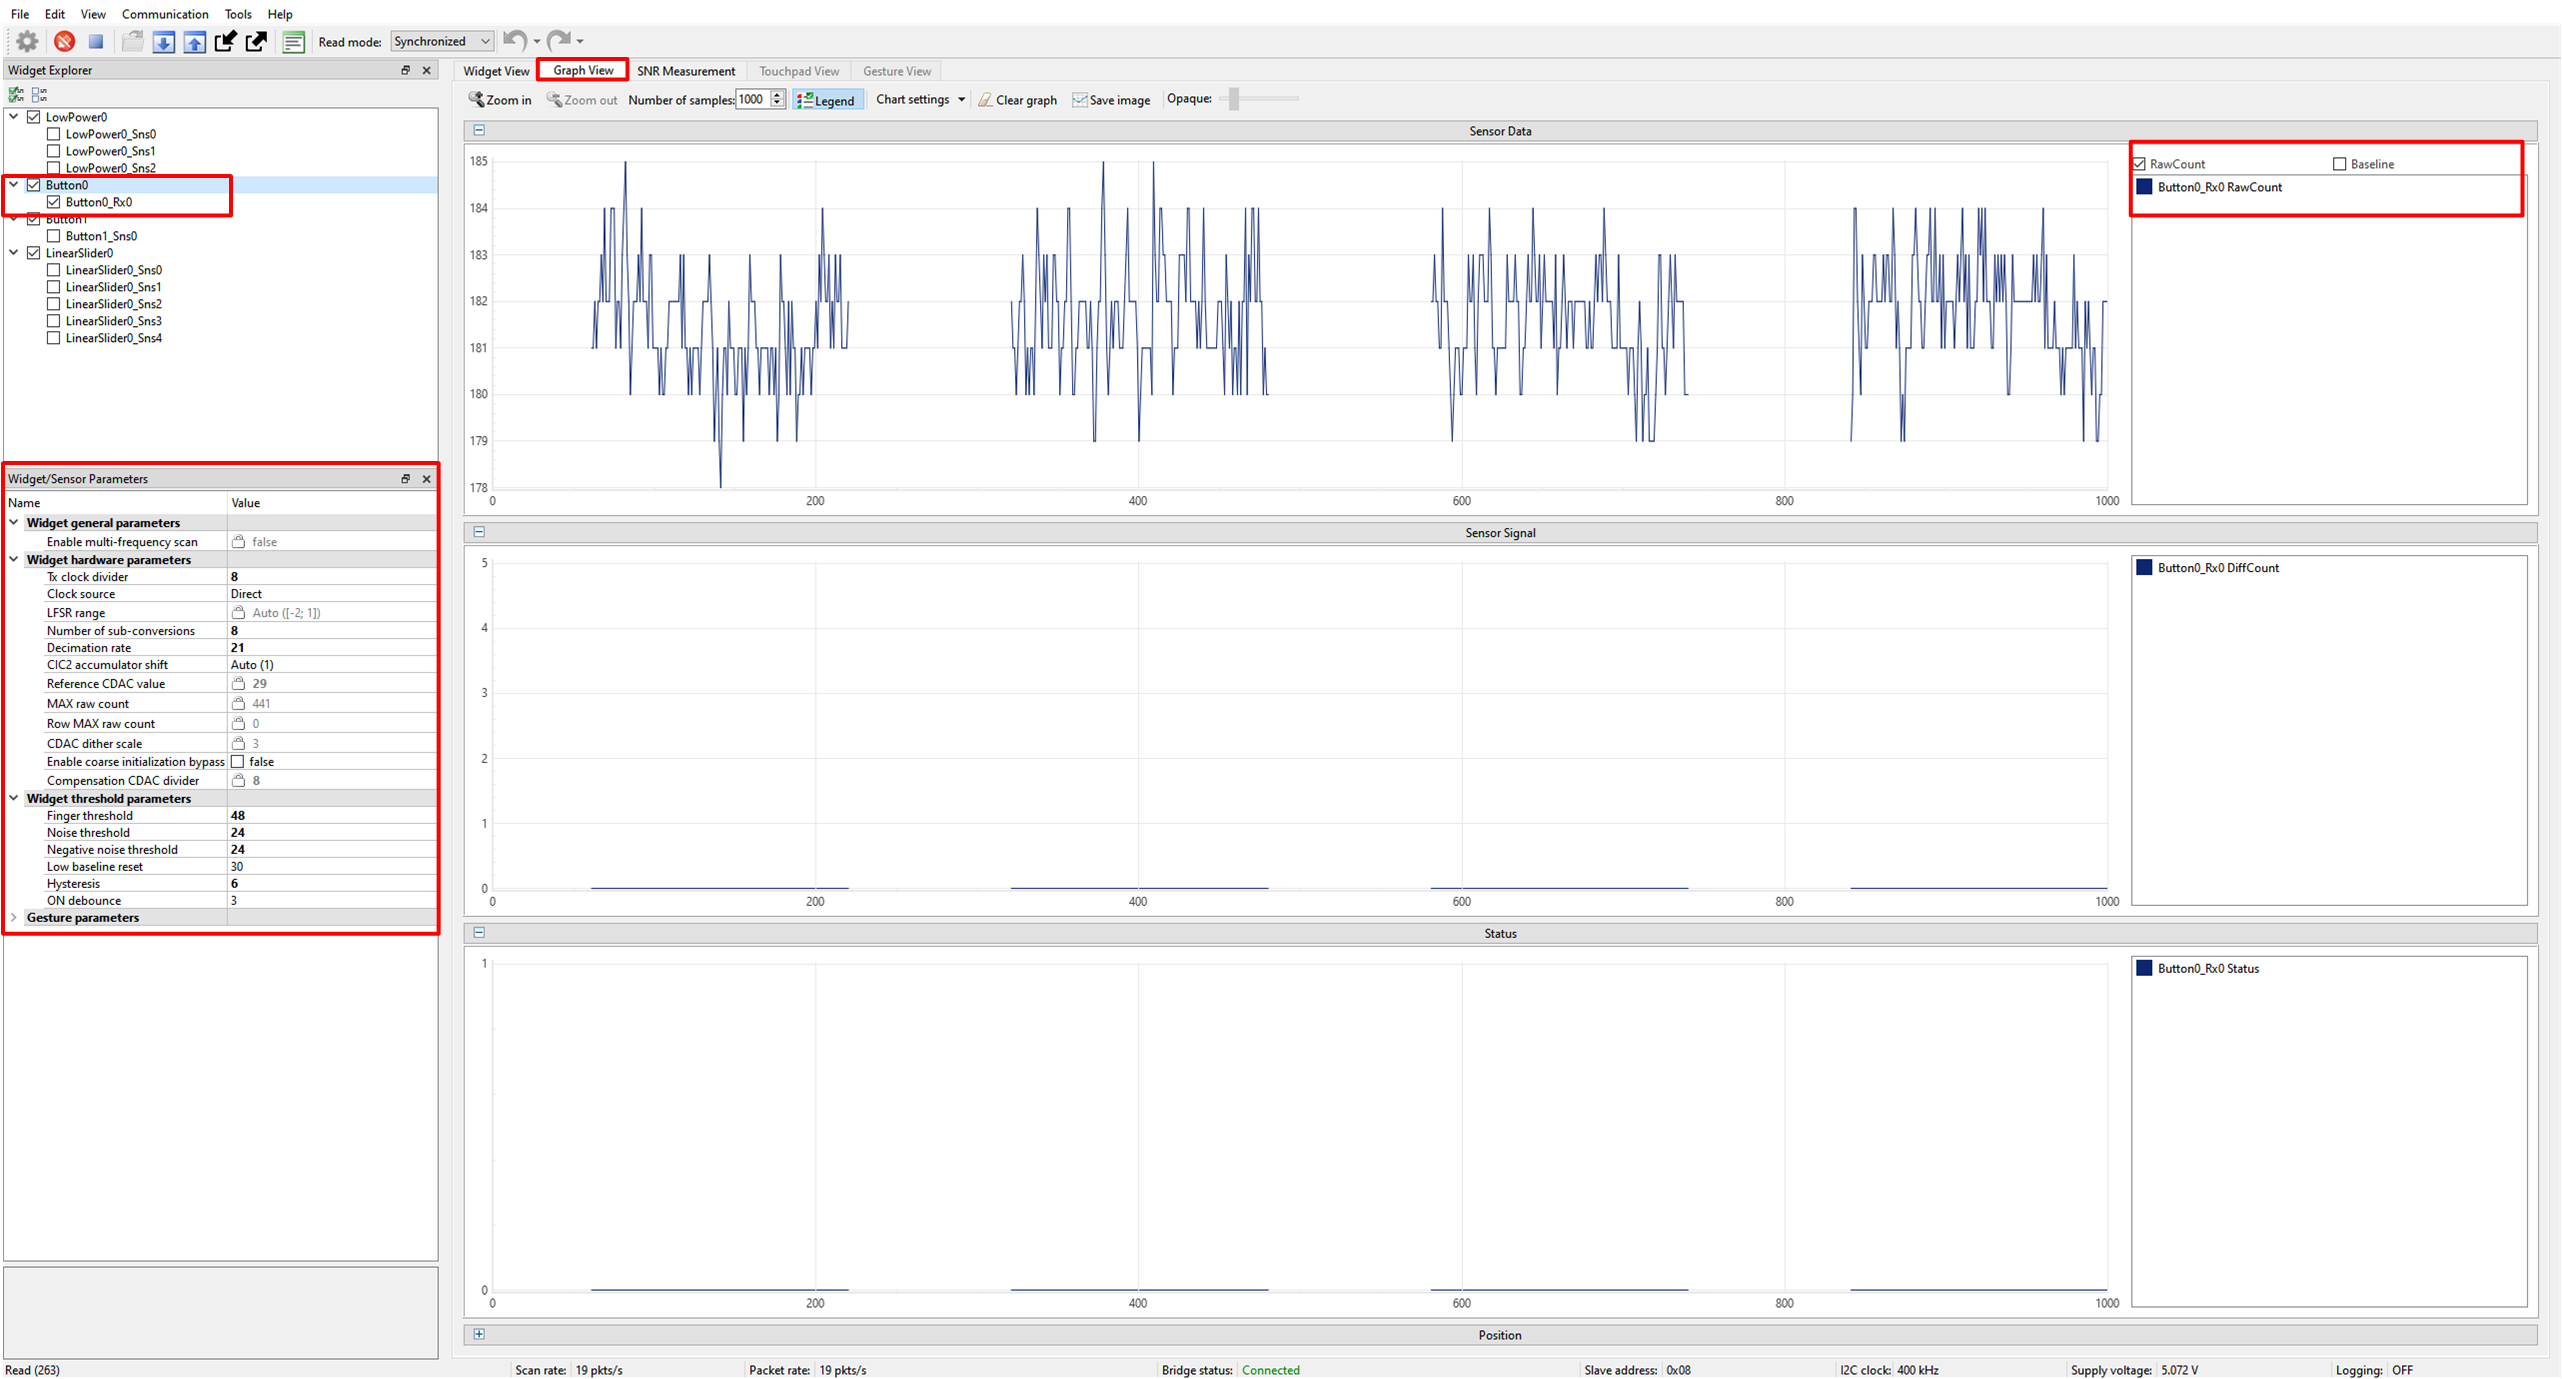 File Edit View Communication Tools Help
Read mode: Synchronized
Widget Explorer
LowPower0
LowPower0_Sns0
LowPower0_Sns1
LowPower0_Sns2
Button0
Button0_Rx0
Button1
Button1_Sns0
LinearSlider0
LinearSlider0_Sns0
LinearSlider0_Sns1
LinearSlider0_Sns2
LinearSlider0_Sns3
LinearSlider0_Sns4
Widget/Sensor Parameters
Name Value
Widget general parameters
Enable multi-frequency scan false
Widget hardware parameters
Tx clock divider 8
Clock source Direct
LFSR range Auto ([-2; 1])
Number of sub-conversions 8
Decimation rate 21
CIC2 accumulator shift Auto (1)
Reference CDAC value 29
MAX raw count 441
Row MAX raw count 0
CDAC dither scale 3
Enable coarse initialization bypass false
Compensation CDAC divider 8
Widget threshold parameters
Finger threshold 48
Noise threshold 24
Negative noise threshold 24
Low baseline reset 30
Hysteresis 6
ON debounce 3
Gesture parameters
Widget View Graph View SNR Measurement Touchpad View Gesture View
Zoom in Zoom out Number of samples: 1000 Legend Chart settings Clear graph Save image Opaque:
Sensor Data
185
184
183
182
181
180
179
178
0 200 400 600 800 1000
RawCount Baseline
Button0_Rx0 RawCount
Sensor Signal
5
4
3
2
1
0
0 200 400 600 800 1000
Button0_Rx0 DiffCount
Status
1
0
0 200 400 600 800 1000
Button0_Rx0 Status
Position
Read (263) Scan rate: 19 pkts/s Packet rate: 19 pkts/s Bridge status: Connected Slave address: 0x08 I2C clock: 400 kHz Supply voltage: 5.072 V Logging: OFF